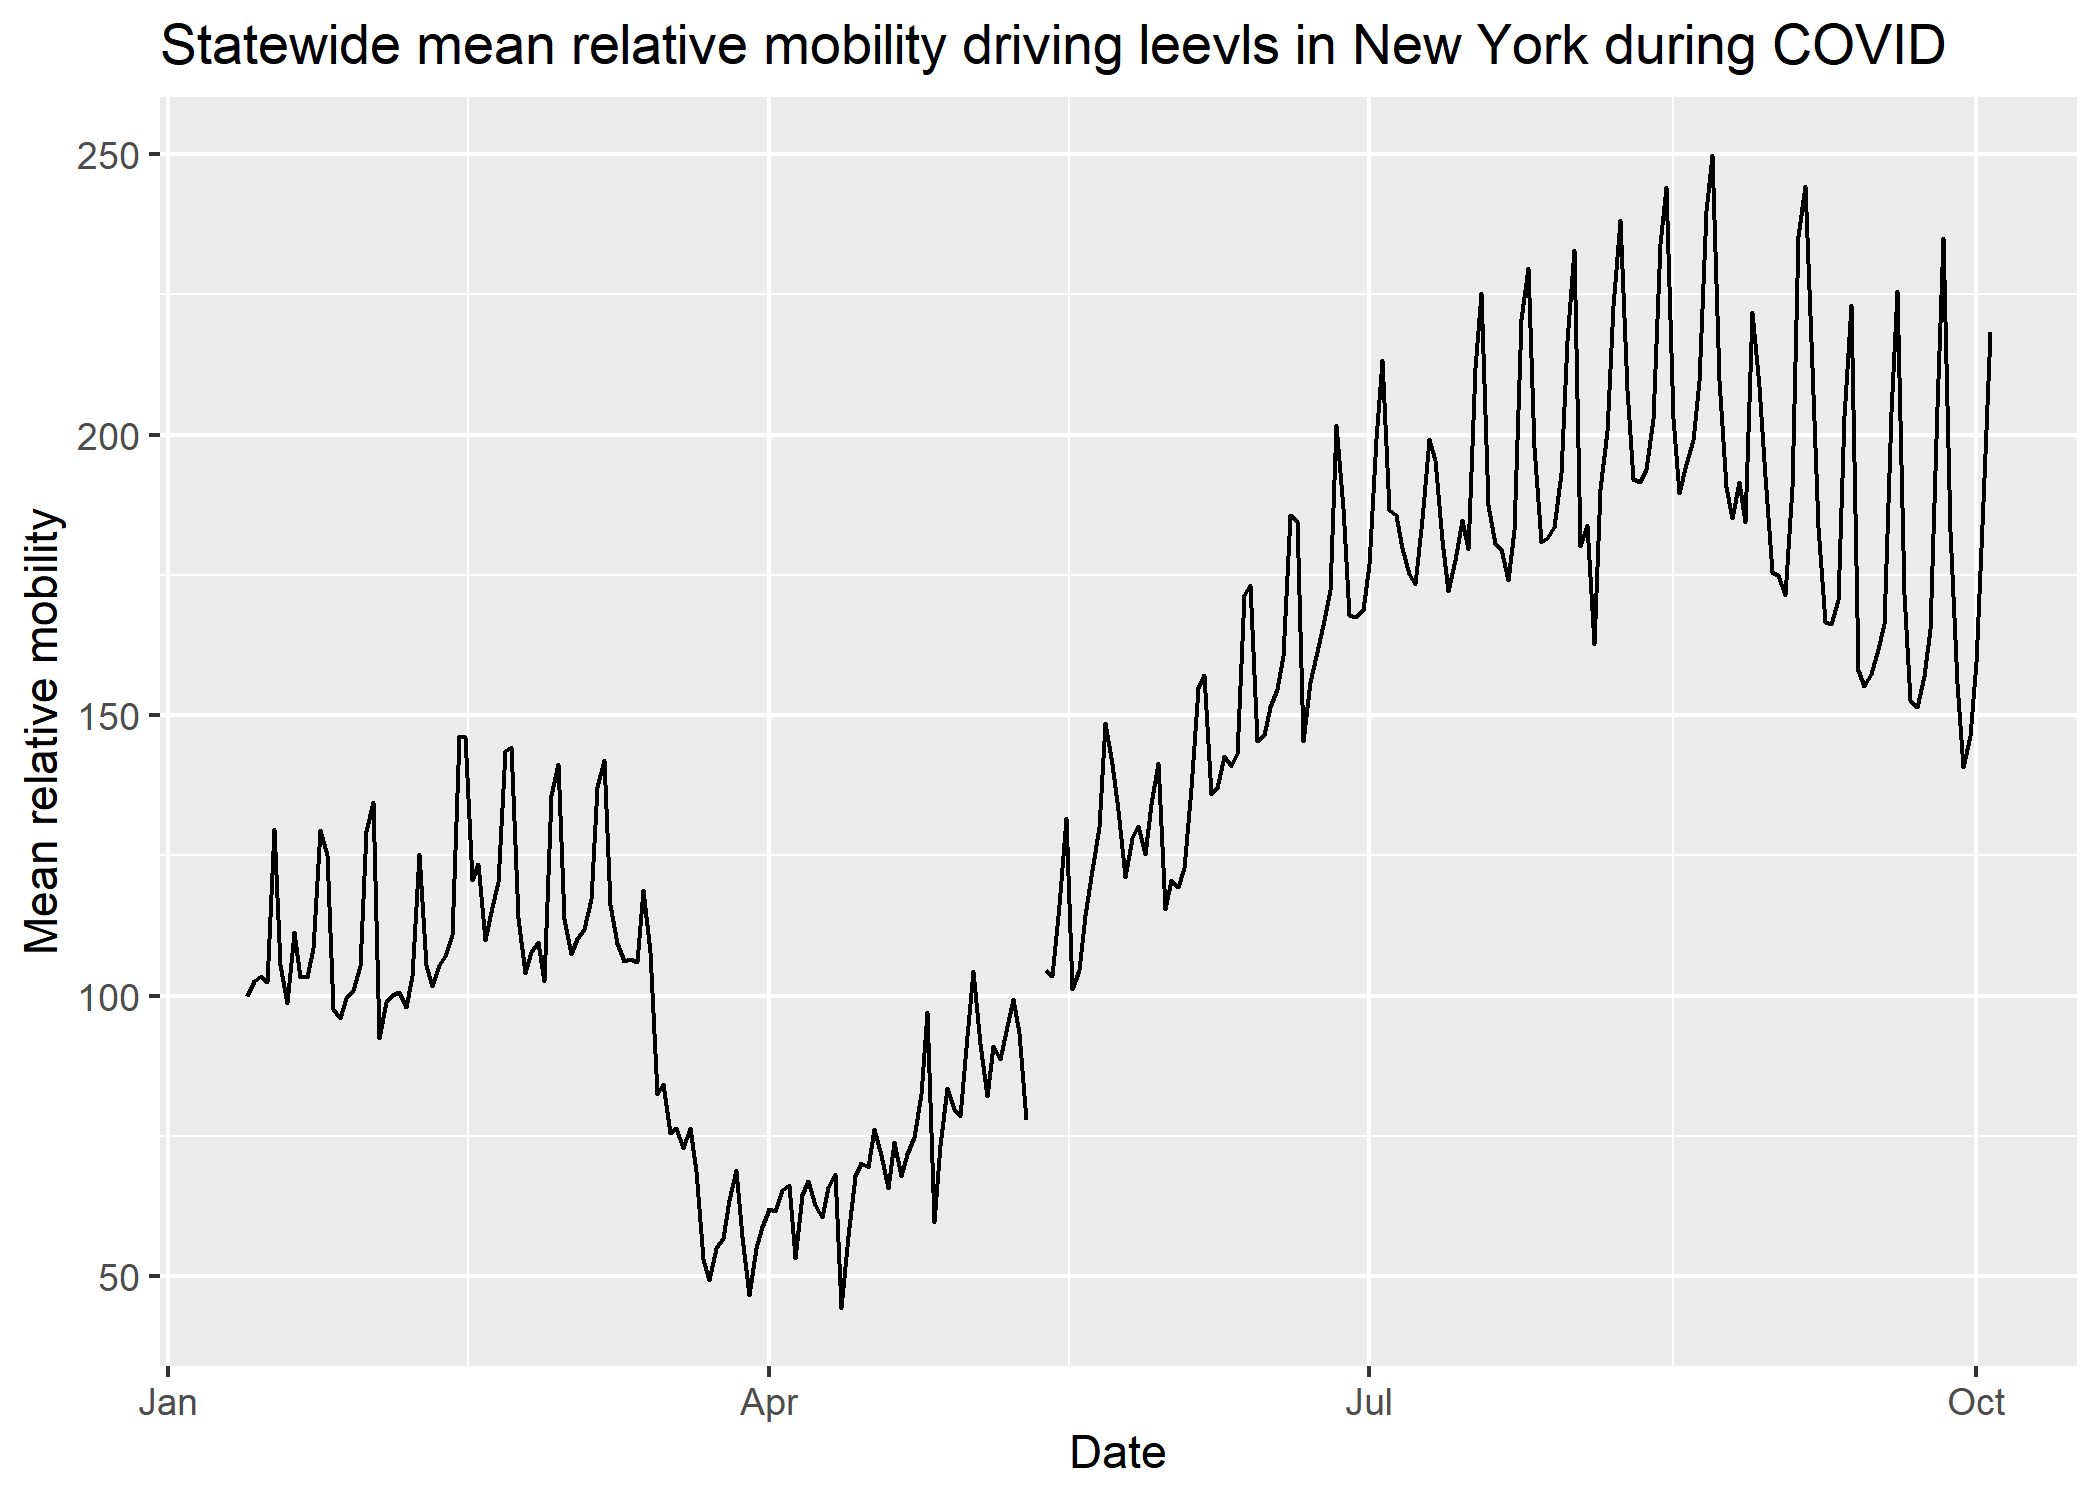 Statewide mean relative mobility driving leevls in New York during COVID
250
200
150
100
50
Mean relative mobility
Jan
Apr
Jul
Oct
Date